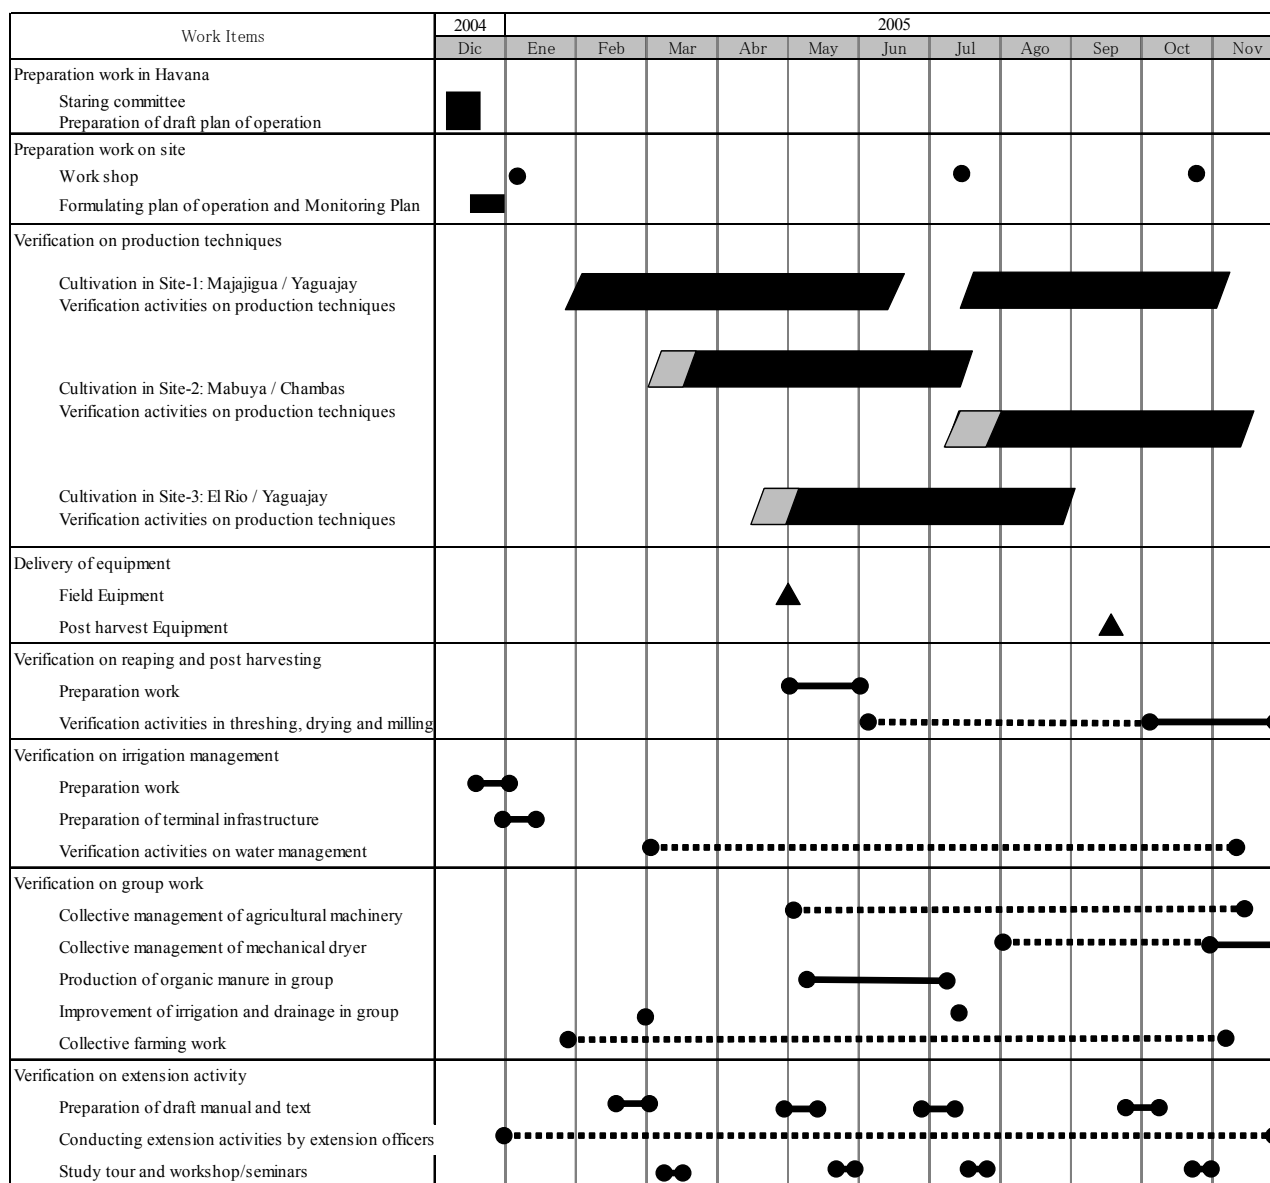 Work Items
2004
2005
Dic
Ene
Feb
Mar
Abr
May
Jun
Jul
Ago
Sep
Oct
Nov
Preparation work in Havana
Staring committee
Preparation of draft plan of operation
Preparation work on site
Work shop
Formulating plan of operation and Monitoring Plan
Verification on production techniques
Cultivation in Site-1: Majajigua / Yaguajay
Verification activities on production techniques
Cultivation in Site-2: Mabuya / Chambas
Verification activities on production techniques
Cultivation in Site-3: El Rio / Yaguajay
Verification activities on production techniques
Delivery of equipment
Field Euipment
Post harvest Equipment
Verification on reaping and post harvesting
Preparation work
Verification activities in threshing, drying and milling
Verification on irrigation management
Preparation work
Preparation of terminal infrastructure
Verification activities on water management
Verification on group work
Collective management of agricultural machinery
Collective management of mechanical dryer
Production of organic manure in group
Improvement of irrigation and drainage in group
Collective farming work
Verification on extension activity
Preparation of draft manual and text
Conducting extension activities by extension officers
Study tour and workshop/seminars